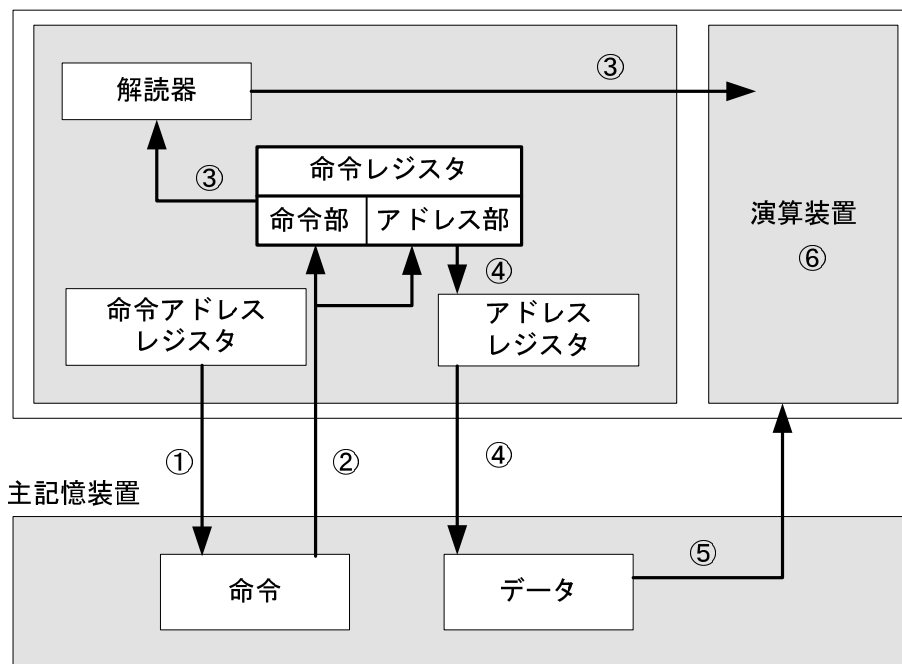 ③
解読器
命令レジスタ
③
命令部
アドレス部
演算装置
⑥
④
命令アドレス
レジスタ
アドレス
レジスタ
①
②
④
主記憶装置
⑤
命令
データ